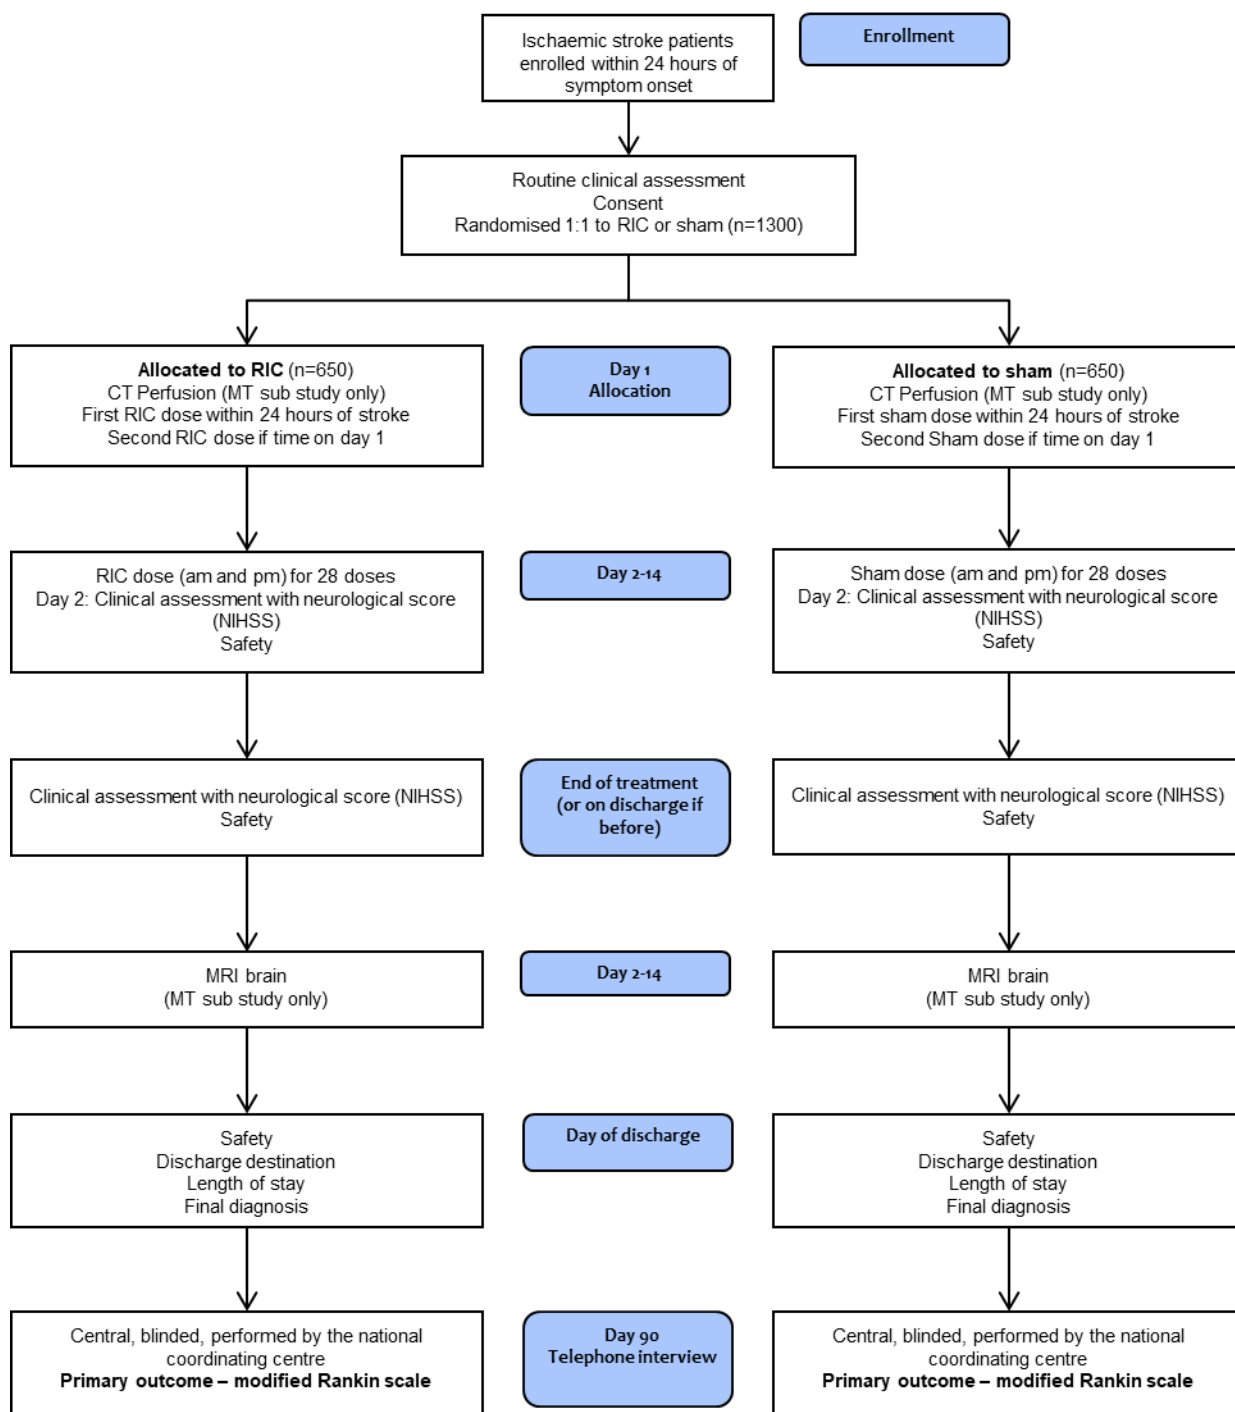 Ischaemic stroke patients
enrolled within 24 hours of
symptom onset
Enrollment
Routine clinical assessment
Consent
Randomised 1:1 to RIC or sham (n=1300)
Allocated to RIC (n=650)
CT Perfusion (MT sub study only)
First RIC dose within 24 hours of stroke
Second RIC dose if time on day 1
Day 1
Allocation
Allocated to sham (n=650)
CT Perfusion (MT sub study only)
First sham dose within 24 hours of stroke
Second Sham dose if time on day 1
RIC dose (am and pm) for 28 doses
Day 2: Clinical assessment with neurological score
(NIHSS)
Safety
Day 2-14
Sham dose (am and pm) for 28 doses
Day 2: Clinical assessment with neurological score
(NIHSS)
Safety
Clinical assessment with neurological score (NIHSS)
Safety
End of treatment
(or on discharge if
before)
Clinical assessment with neurological score (NIHSS)
Safety
MRI brain
(MT sub study only)
Day 2-14
MRI brain
(MT sub study only)
Safety
Discharge destination
Length of stay
Final diagnosis
Day of discharge
Safety
Discharge destination
Length of stay
Final diagnosis
Central, blinded, performed by the national
coordinating centre
Primary outcome – modified Rankin scale
Day 90
Telephone interview
Central, blinded, performed by the national
coordinating centre
Primary outcome – modified Rankin scale